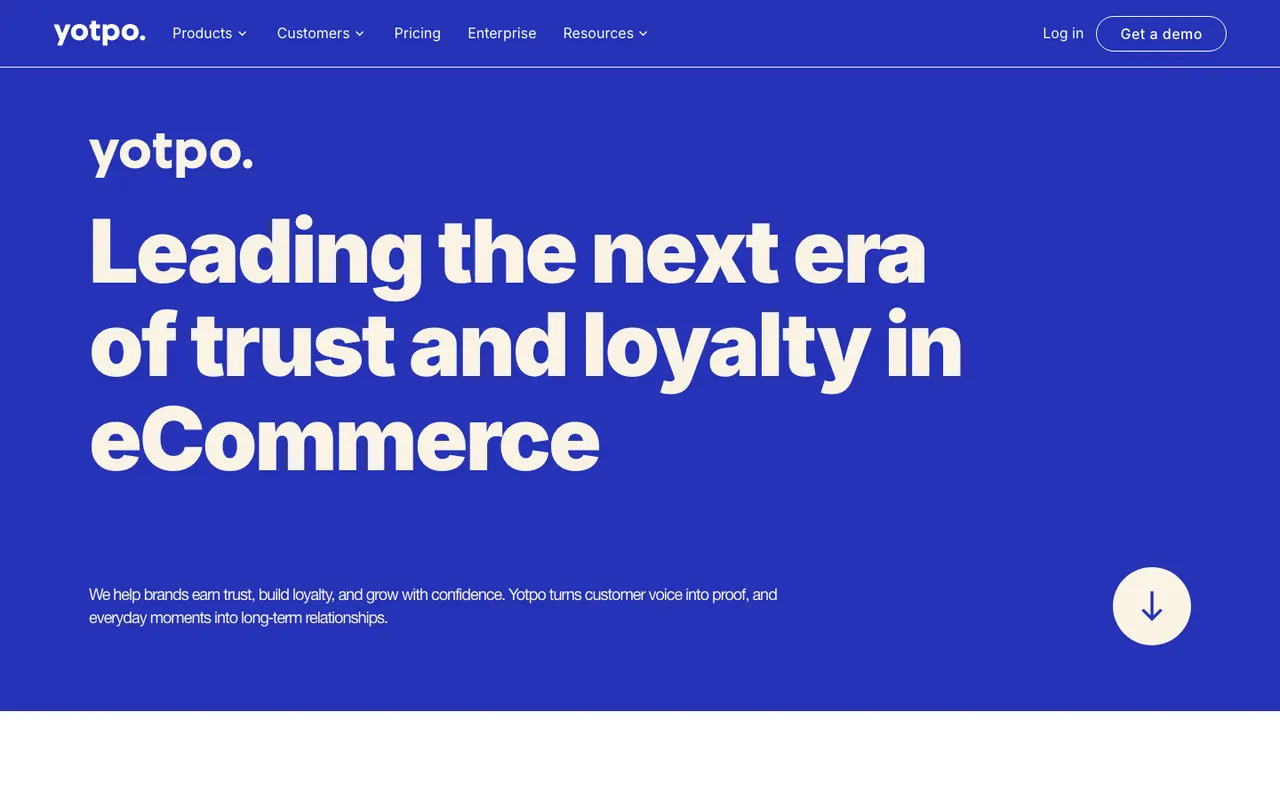 yotpo.
Products
Customers
Pricing
Enterprise
Resources
Log in
Get a demo
yotpo.
Leading the next era
of trust and loyalty in
eCommerce
We help brands earn trust, build loyalty, and grow with confidence. Yotpo turns customer voice into proof, and
everyday moments into long-term relationships.